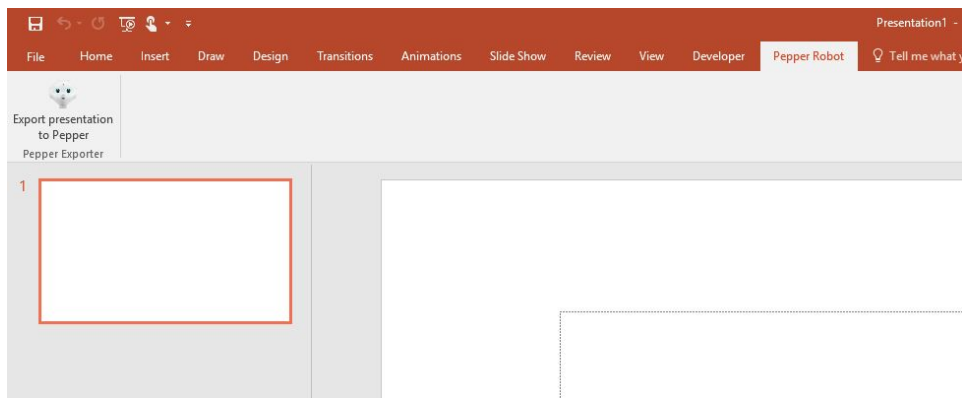 Presentation1 -
File Home Insert Draw Design Transitions Animations Slide Show Review View Developer Pepper Robot Tell me what
Export presentation
to Pepper
Pepper Exporter
1